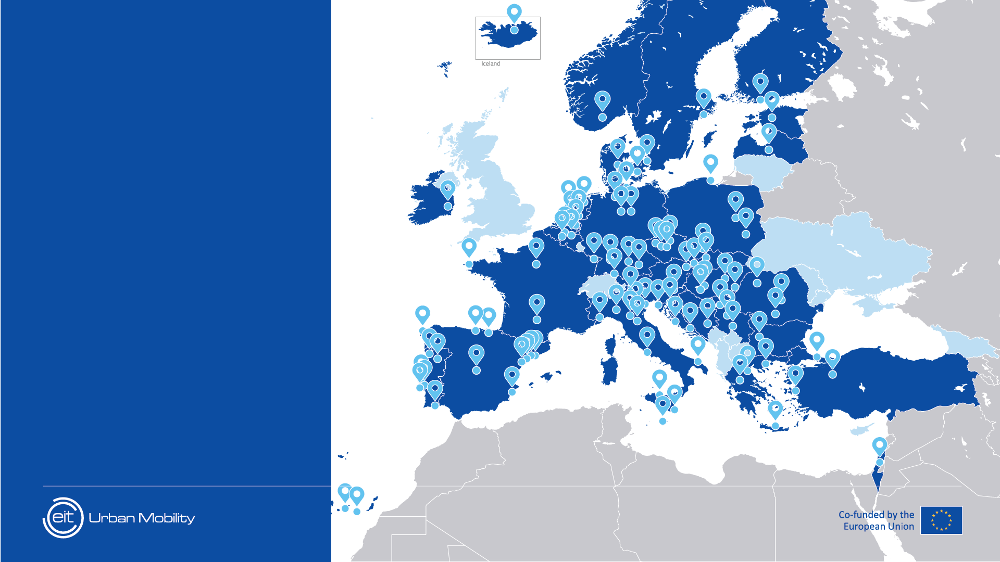 Iceland
eit Urban Mobility
Co-funded by the
European Union